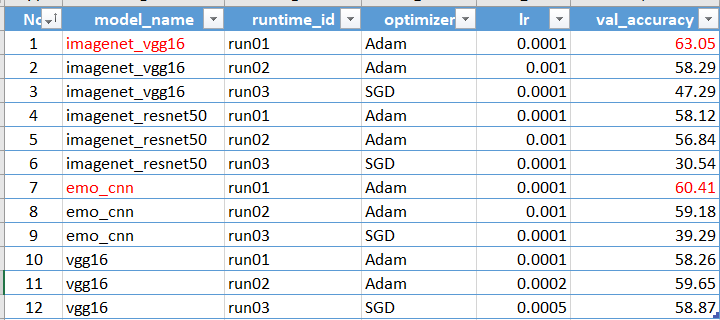 No model_name runtime_id optimizer lr val_accuracy
1 imagenet_vgg16 run01 Adam 0.0001 63.05
2 imagenet_vgg16 run02 Adam 0.001 58.29
3 imagenet_vgg16 run03 SGD 0.0001 47.29
4 imagenet_resnet50 run01 Adam 0.0001 58.12
5 imagenet_resnet50 run02 Adam 0.001 56.84
6 imagenet_resnet50 run03 SGD 0.0001 30.54
7 emo_cnn run01 Adam 0.0001 60.41
8 emo_cnn run02 Adam 0.001 59.18
9 emo_cnn run03 SGD 0.0001 39.29
10 vgg16 run01 Adam 0.0001 58.26
11 vgg16 run02 Adam 0.0002 59.65
12 vgg16 run03 SGD 0.0005 58.87